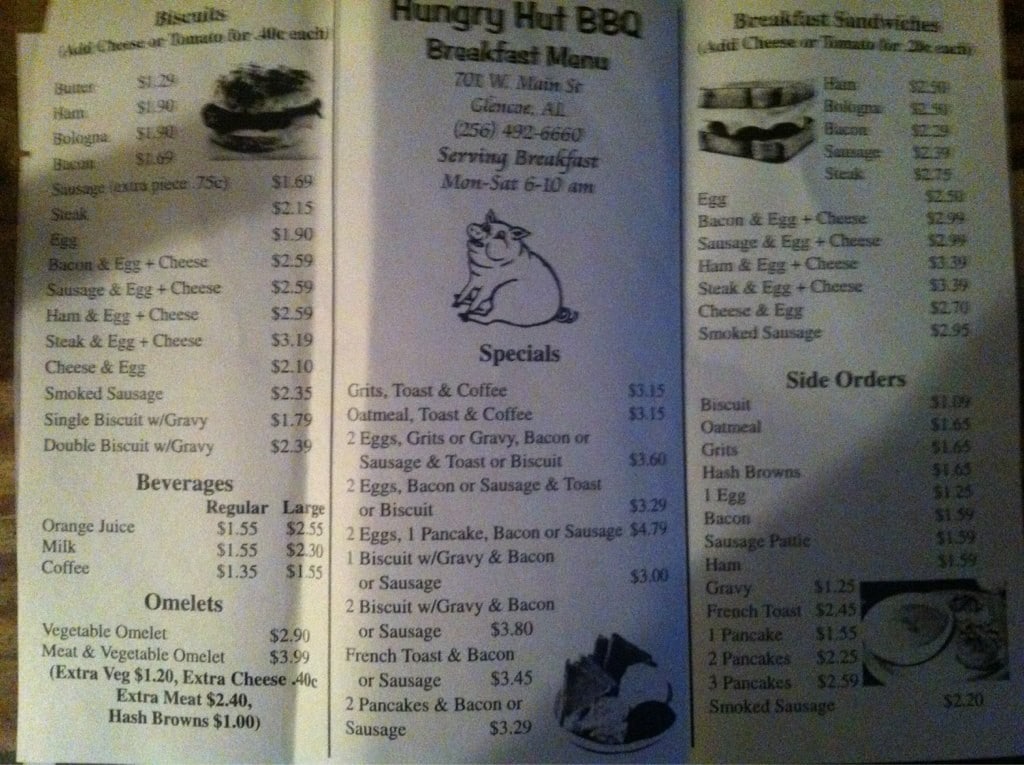 Biscuits
(Add Cheese or Tomato for .40c each)
Butter $1.29
Ham $1.90
Bologna $1.90
Bacon $1.69
Sausage (extra piece .75c) $1.69
Steak $2.15
Egg $1.90
Bacon & Egg + Cheese $2.59
Sausage & Egg + Cheese $2.59
Ham & Egg + Cheese $2.59
Steak & Egg + Cheese $3.19
Cheese & Egg $2.10
Smoked Sausage $2.35
Single Biscuit w/Gravy $1.79
Double Biscuit w/Gravy $2.39
Beverages
Regular Large
Orange Juice $1.55 $2.55
Milk $1.55 $2.30
Coffee $1.35 $1.55
Omelets
Vegetable Omelet $2.90
Meat & Vegetable Omelet $3.99
(Extra Veg $1.20, Extra Cheese .40c
Extra Meat $2.40,
Hash Browns $1.00)
Hungry Hut BBQ
Breakfast Menu
701 W. Main St
Glencoe, AL
(256) 492-6660
Serving Breakfast
Mon-Sat 6-10 am
Specials
Grits, Toast & Coffee $3.15
Oatmeal, Toast & Coffee $3.15
2 Eggs, Grits or Gravy, Bacon or
Sausage & Toast or Biscuit $3.60
2 Eggs, Bacon or Sausage & Toast
or Biscuit $3.29
2 Eggs, 1 Pancake, Bacon or Sausage $4.79
1 Biscuit w/Gravy & Bacon
or Sausage $3.00
2 Biscuit w/Gravy & Bacon
or Sausage $3.80
French Toast & Bacon
or Sausage $3.45
2 Pancakes & Bacon or
Sausage $3.29
Breakfast Sandwiches
(Add Cheese or Tomato for .20c each)
Ham $2.50
Bologna $2.50
Bacon $2.29
Sausage $2.39
Steak $2.75
Egg $2.50
Bacon & Egg + Cheese $2.99
Sausage & Egg + Cheese $2.99
Ham & Egg + Cheese $3.39
Steak & Egg + Cheese $3.39
Cheese & Egg $2.70
Smoked Sausage $2.95
Side Orders
Biscuit $1.09
Oatmeal $1.65
Grits $1.65
Hash Browns $1.65
1 Egg $1.25
Bacon $1.59
Sausage Pattie $1.59
Ham $1.59
Gravy $1.25
French Toast $2.45
1 Pancake $1.55
2 Pancakes $2.25
3 Pancakes $2.59
Smoked Sausage $2.20